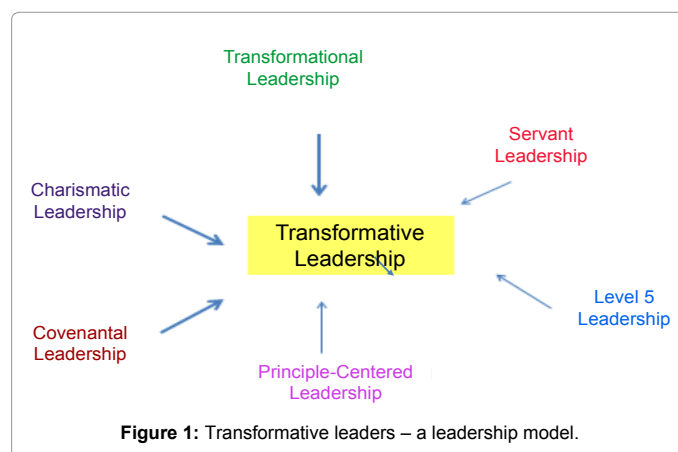 Transformational
Leadership
Servant
Leadership
Charismatic
Leadership
Transformative
Leadership
Level 5
Leadership
Covenantal
Leadership
Principle-Centered
Leadership
Figure 1: Transformative leaders – a leadership model.